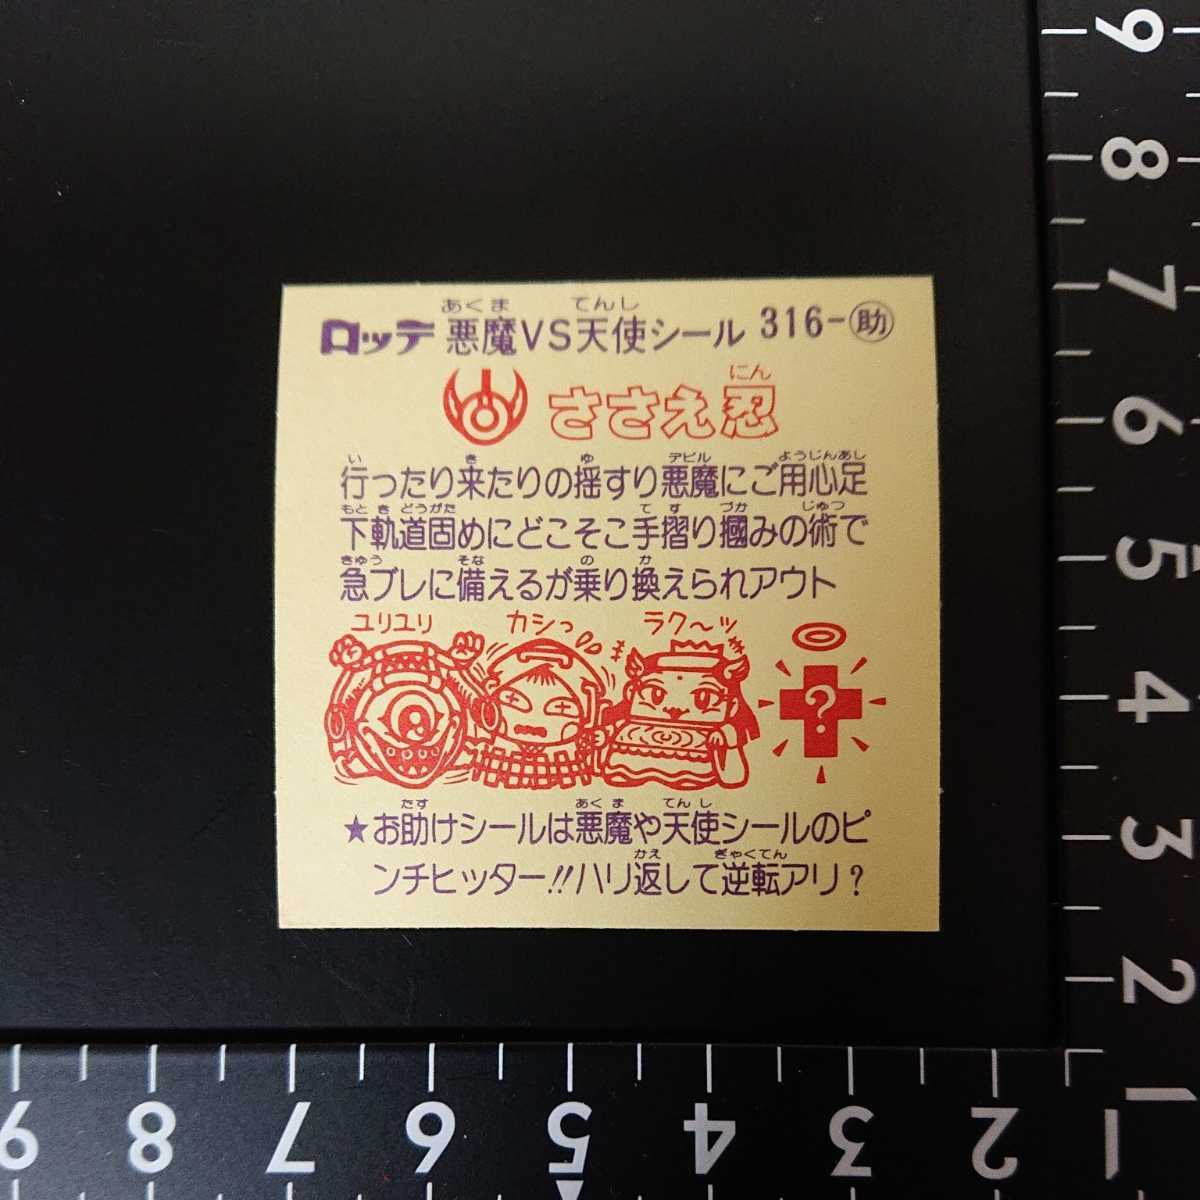 あくま てんし
ロッテ 悪魔VS天使シール 316-助
にん
ささえ忍
い き ゆ デビル ようじんあし
行ったり来たりの揺すり悪魔にご用心足
もと き どうがた て す づか じゅつ
下軌道固めにどこそこ手摺り摑みの術で
きゅう そな の か
急ブレに備えるが乗り換えられアウト
ユリユリ カシっ ラク〜ッ
?
たす あくま てんし
★お助けシールは悪魔や天使シールのピ
かえ ぎゃくてん
ンチヒッター!!ハリ返して逆転アリ?
9
8
7
6
5
4
3
2
1
9 8 7 6 5 4 3 2 1